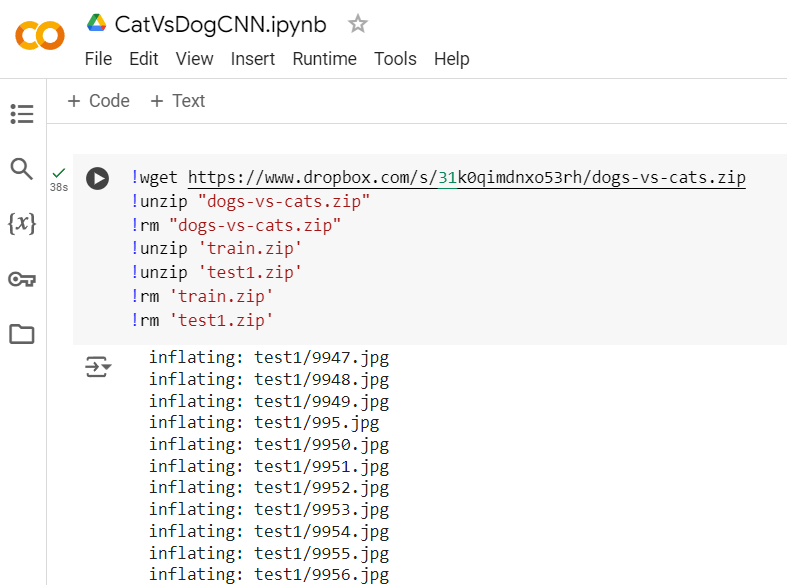 CatVsDogCNN.ipynb
File Edit View Insert Runtime Tools Help
+ Code + Text
{x}
38s
!wget https://www.dropbox.com/s/31k0qimdnxo53rh/dogs-vs-cats.zip
!unzip "dogs-vs-cats.zip"
!rm "dogs-vs-cats.zip"
!unzip 'train.zip'
!unzip 'test1.zip'
!rm 'train.zip'
!rm 'test1.zip'
inflating: test1/9947.jpg
inflating: test1/9948.jpg
inflating: test1/9949.jpg
inflating: test1/995.jpg
inflating: test1/9950.jpg
inflating: test1/9951.jpg
inflating: test1/9952.jpg
inflating: test1/9953.jpg
inflating: test1/9954.jpg
inflating: test1/9955.jpg
inflating: test1/9956.jpg